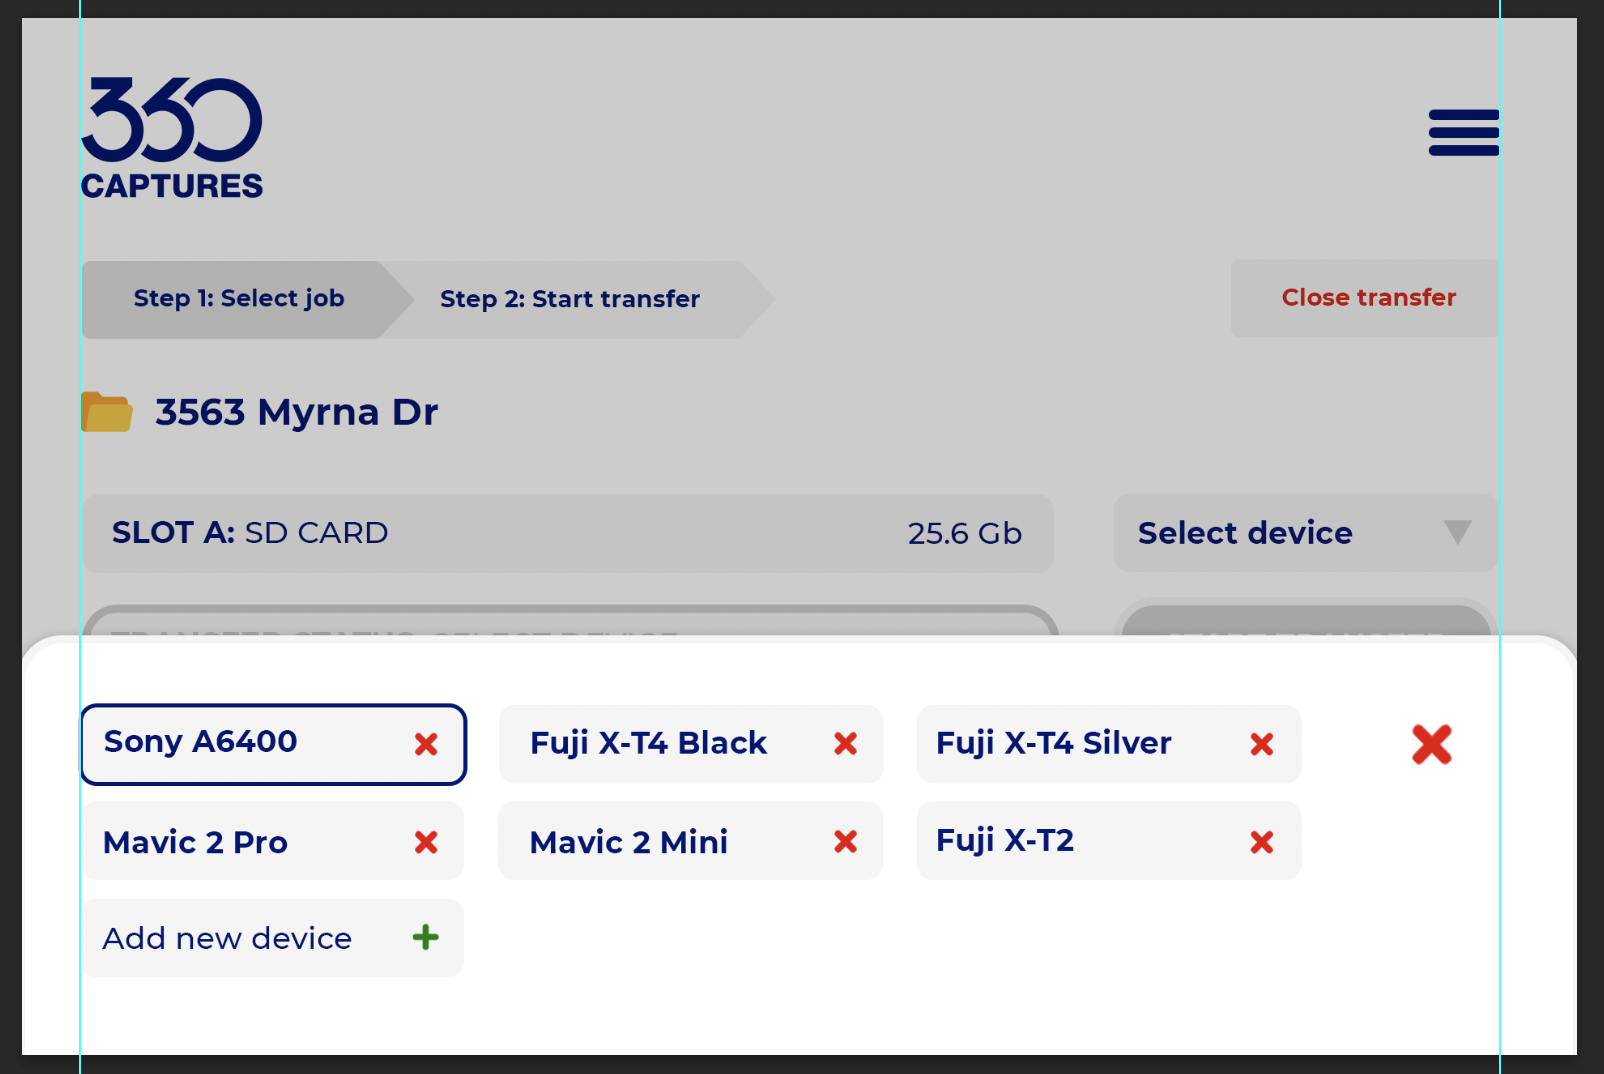 360
CAPTURES
Step 1: Select job
Step 2: Start transfer
Close transfer
3563 Myrna Dr
SLOT A: SD CARD
25.6 Gb
Select device
Sony A6400
Fuji X-T4 Black
Fuji X-T4 Silver
Mavic 2 Pro
Mavic 2 Mini
Fuji X-T2
Add new device